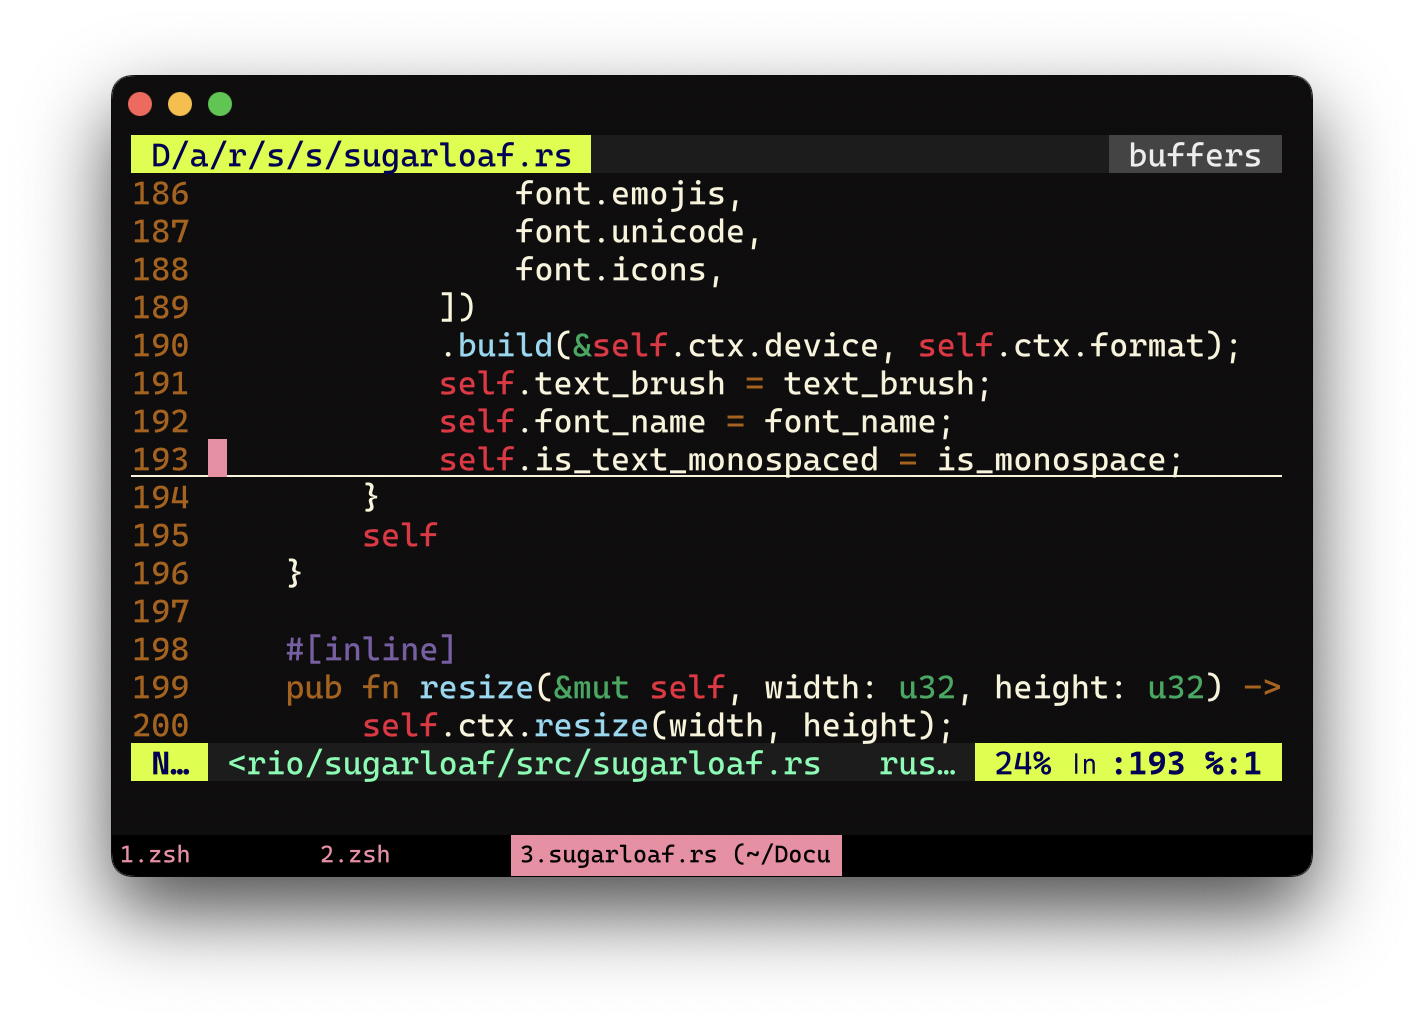 D/a/r/s/s/sugarloaf.rs buffers
186                 font.emojis,
187                 font.unicode,
188                 font.icons,
189             ])
190             .build(&self.ctx.device, self.ctx.format);
191             self.text_brush = text_brush;
192             self.font_name = font_name;
193             self.is_text_monospaced = is_monospace;
194         }
195         self
196     }
197
198     #[inline]
199     pub fn resize(&mut self, width: u32, height: u32) ->
200         self.ctx.resize(width, height);
N… <rio/sugarloaf/src/sugarloaf.rs rus… 24% ln :193 ℅:1
1.zsh 2.zsh 3.sugarloaf.rs (~/Docu